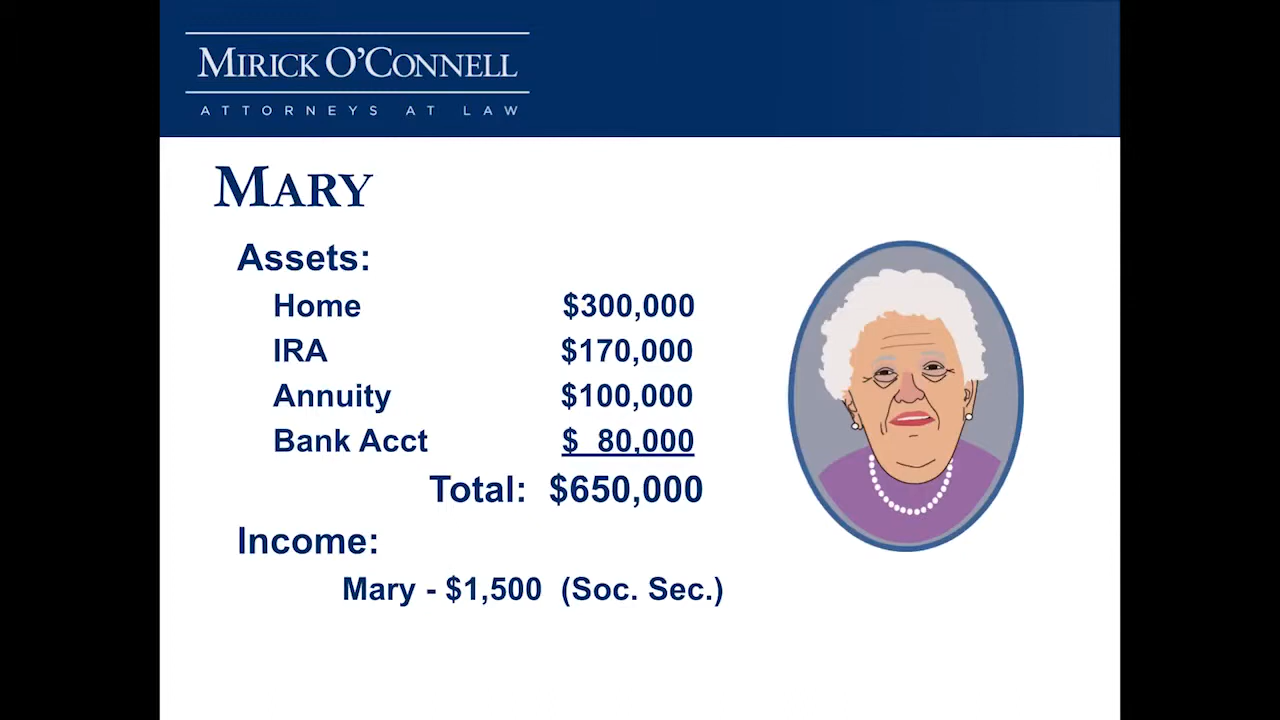 MIRICK O'CONNELL
ATTORNEYS AT LAW
MARY
Assets:
Home $300,000
IRA $170,000
Annuity $100,000
Bank Acct $ 80,000
Total: $650,000
Income:
Mary - $1,500 (Soc. Sec.)